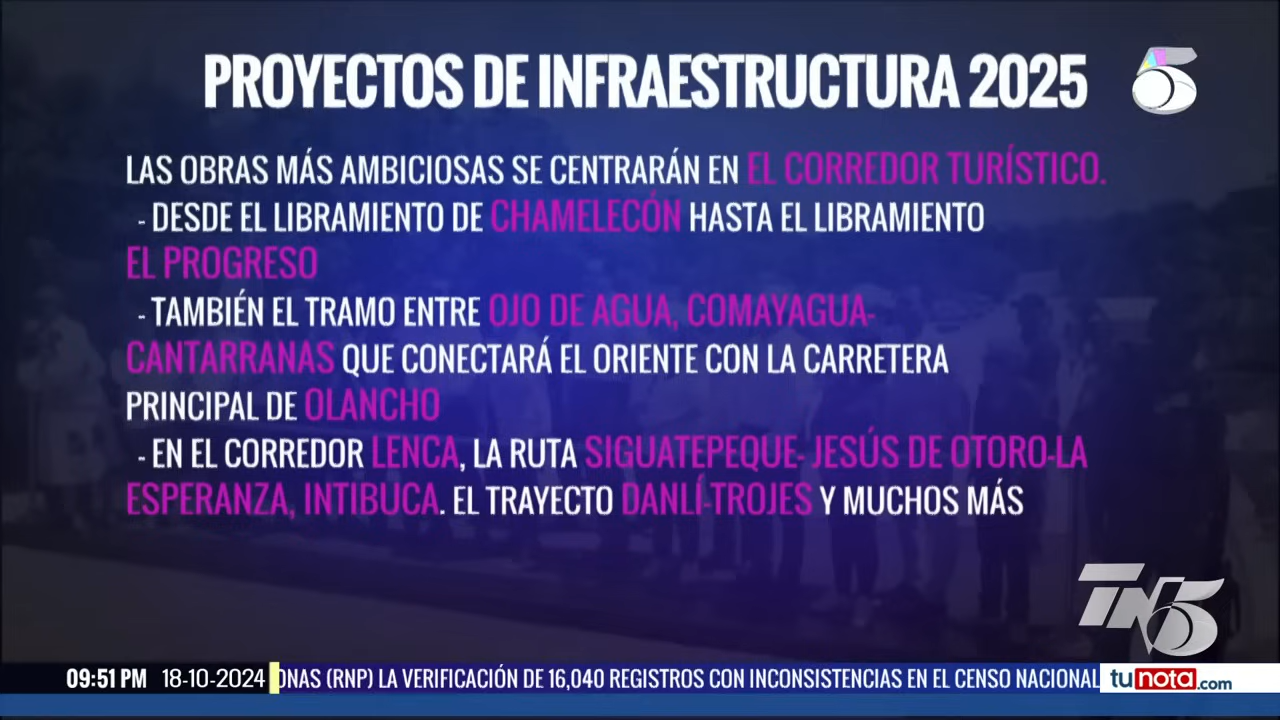 PROYECTOS DE INFRAESTRUCTURA 2025
5
LAS OBRAS MÁS AMBICIOSAS SE CENTRARÁN EN EL CORREDOR TURÍSTICO.
- DESDE EL LIBRAMIENTO DE CHAMELECÓN HASTA EL LIBRAMIENTO
EL PROGRESO
- TAMBIÉN EL TRAMO ENTRE OJO DE AGUA, COMAYAGUA-
CANTARRANAS QUE CONECTARÁ EL ORIENTE CON LA CARRETERA
PRINCIPAL DE OLANCHO
- EN EL CORREDOR LENCA, LA RUTA SIGUATEPEQUE- JESÚS DE OTORO-LA
ESPERANZA, INTIBUCA. EL TRAYECTO DANLÍ-TROJES Y MUCHOS MÁS
TN5
09:51 PM 18-10-2024 ONAS (RNP) LA VERIFICACIÓN DE 16,040 REGISTROS CON INCONSISTENCIAS EN EL CENSO NACIONAL tunota.com